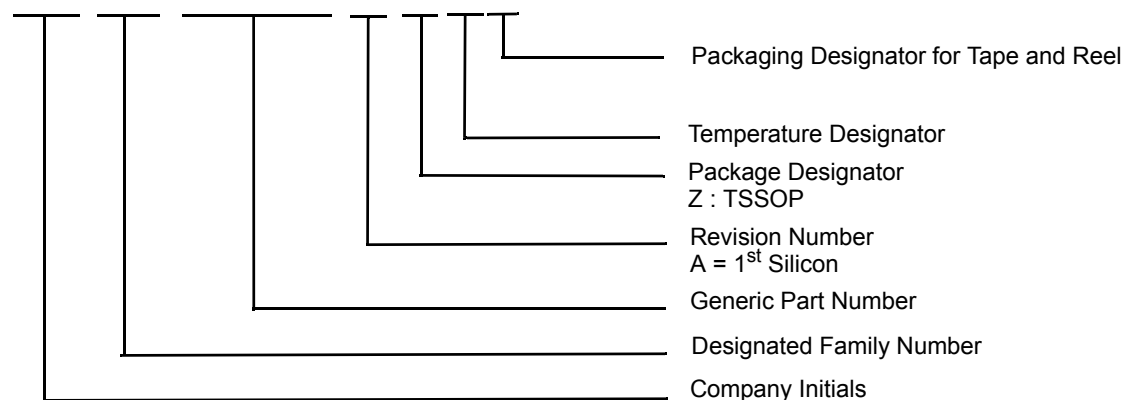 Packaging Designator for Tape and Reel
Temperature Designator
Package Designator
Z : TSSOP
Revision Number
A = 1st Silicon
Generic Part Number
Designated Family Number
Company Initials